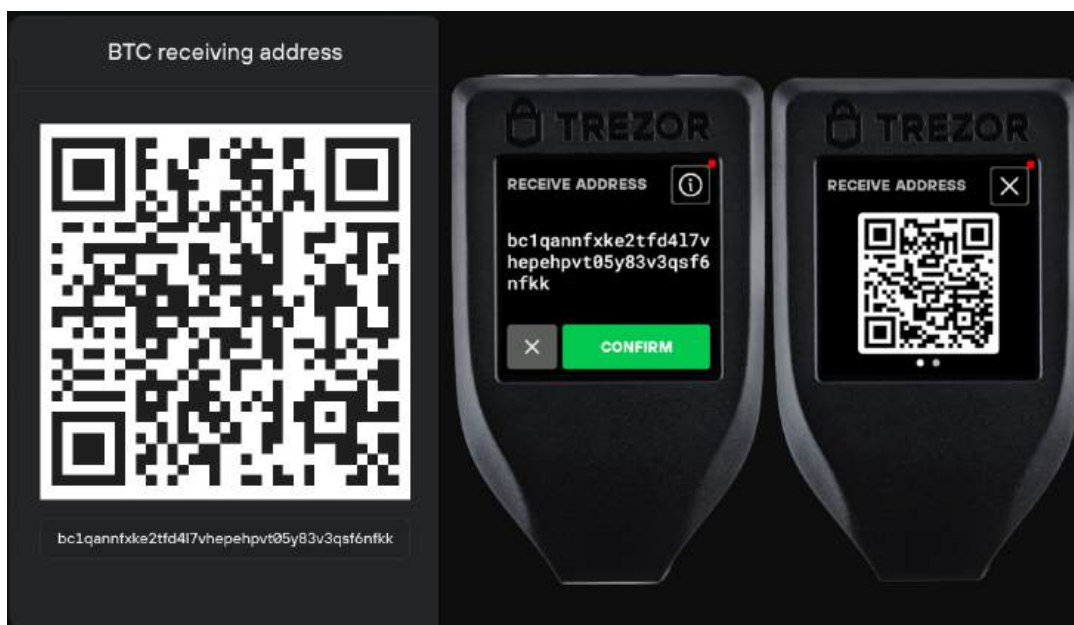 BTC receiving address
bc1qannfxke2tfd4l7vhepehpvt05y83v3qsf6nfkk
TREZOR
RECEIVE ADDRESS
bc1qannfxke2tfd4l7v
hepehpvt05y83v3qsf6
nfkk
CONFIRM
TREZOR
RECEIVE ADDRESS